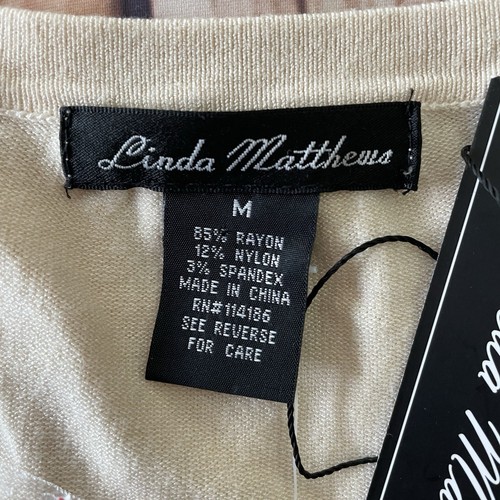 Linda Matthews
M
85% RAYON
12% NYLON
3% SPANDEX
MADE IN CHINA
RN#114186
SEE REVERSE
FOR CARE